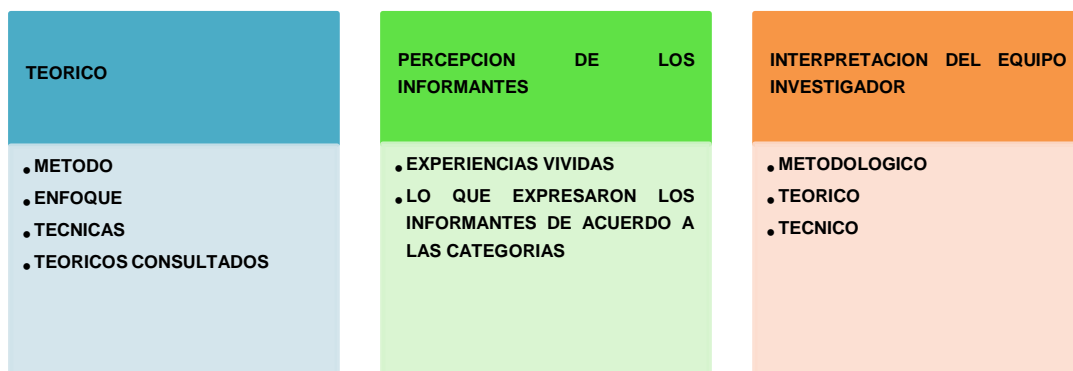 TEORICO
• METODO
• ENFOQUE
• TECNICAS
• TEORICOS CONSULTADOS
PERCEPCION DE LOS
INFORMANTES
• EXPERIENCIAS VIVIDAS
• LO QUE EXPRESARON LOS
INFORMANTES DE ACUERDO A
LAS CATEGORIAS
INTERPRETACION DEL EQUIPO
INVESTIGADOR
• METODOLOGICO
• TEORICO
• TECNICO